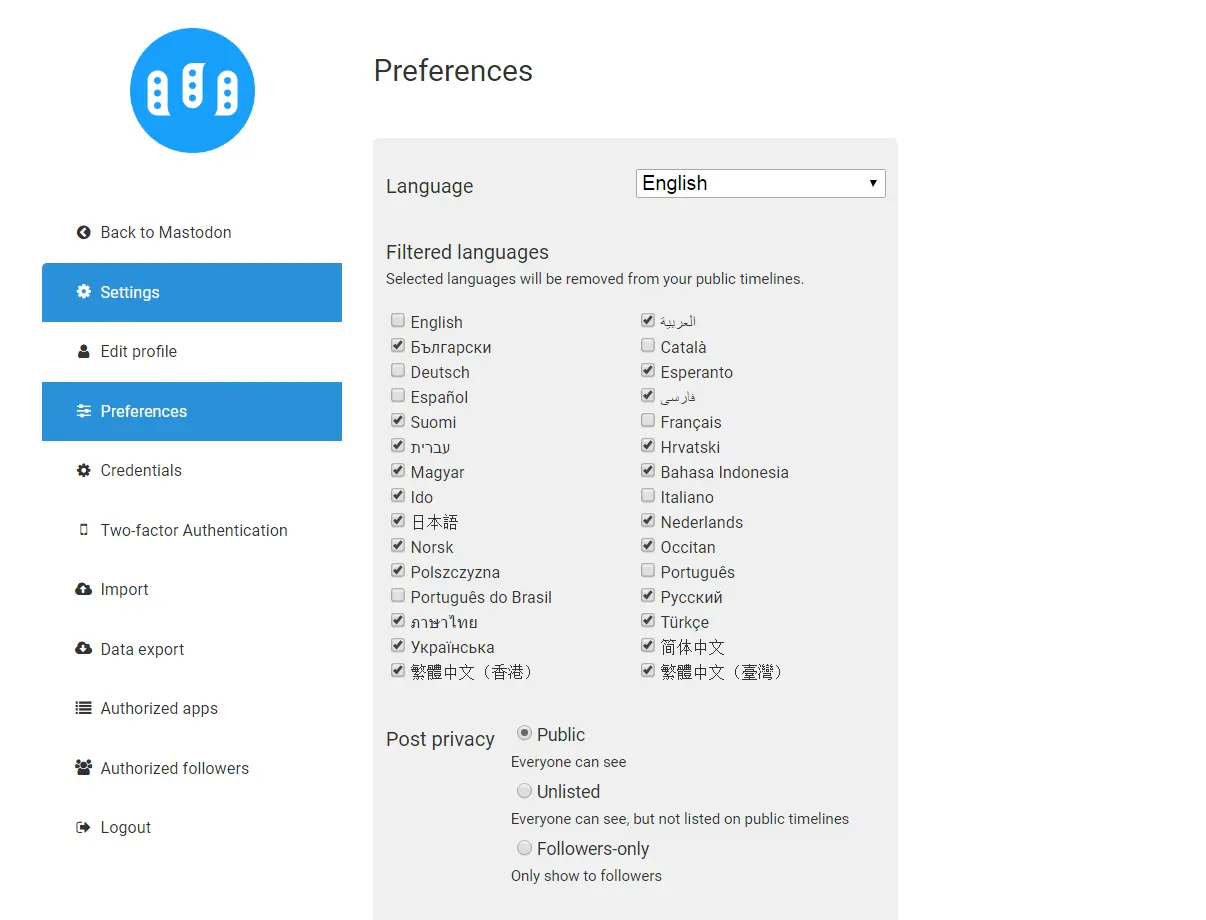 Preferences
Back to Mastodon
Settings
Edit profile
Preferences
Credentials
Two-factor Authentication
Import
Data export
Authorized apps
Authorized followers
Logout
Language English
Filtered languages
Selected languages will be removed from your public timelines.
English العربية
Български Català
Deutsch Esperanto
Español فارسی
Suomi Français
עברית Hrvatski
Magyar Bahasa Indonesia
Ido Italiano
日本語 Nederlands
Norsk Occitan
Polszczyzna Português
Português do Brasil Русский
ภาษาไทย Türkçe
Українська 简体中文
繁體中文（香港） 繁體中文（臺灣）
Post privacy Public
Everyone can see
Unlisted
Everyone can see, but not listed on public timelines
Followers-only
Only show to followers